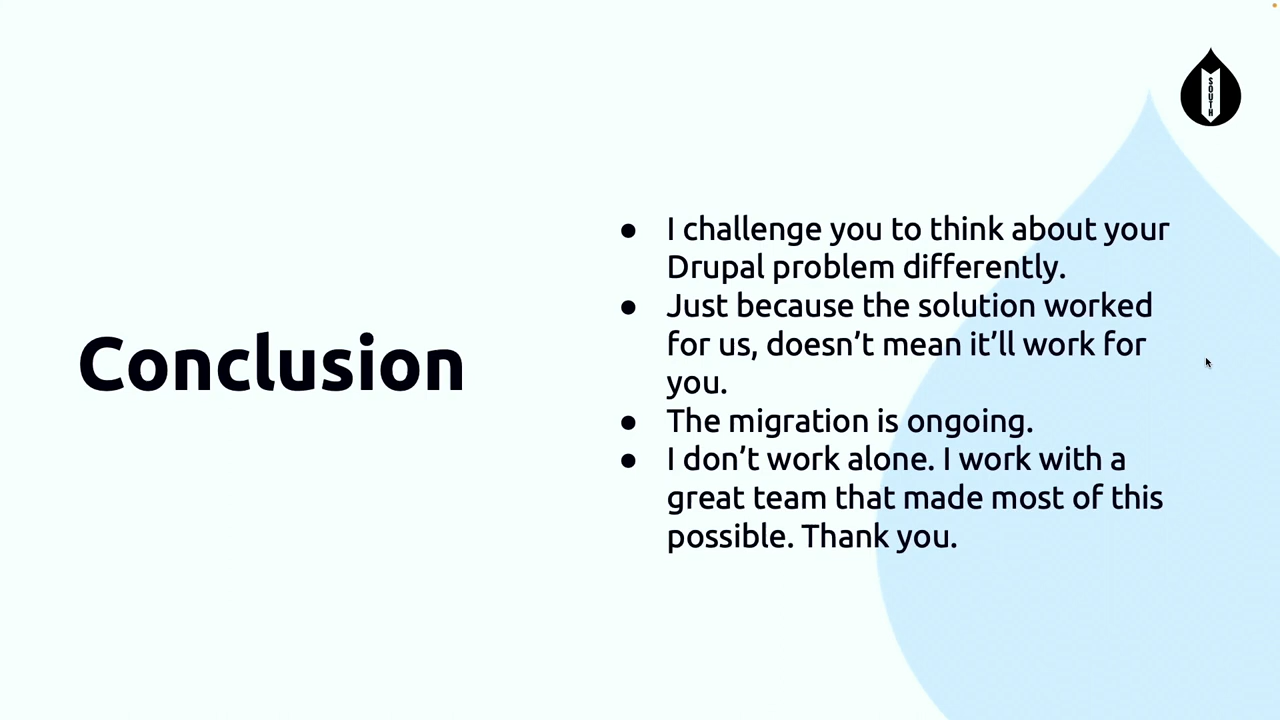 SOUTH
Conclusion
● I challenge you to think about your
Drupal problem differently.
● Just because the solution worked
for us, doesn’t mean it’ll work for
you.
● The migration is ongoing.
● I don’t work alone. I work with a
great team that made most of this
possible. Thank you.